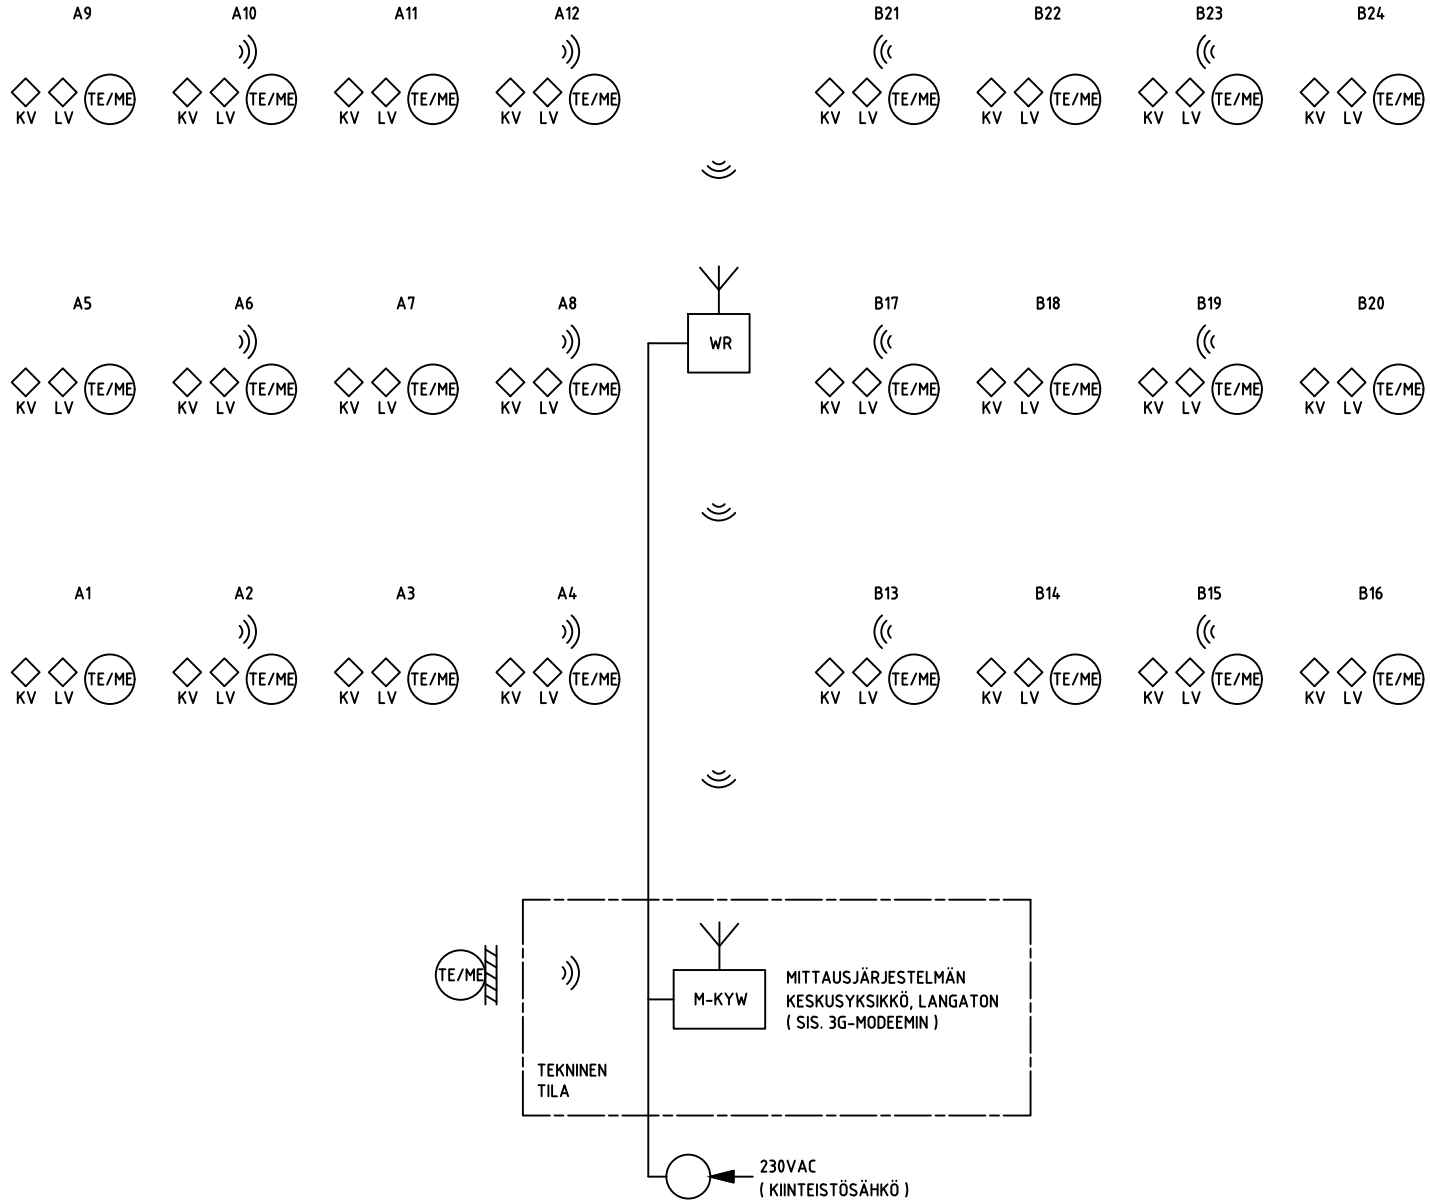 A9 A10 A11 A12 B21 B22 B23 B24
TE/ME TE/ME TE/ME TE/ME TE/ME TE/ME TE/ME TE/ME
KV LV KV LV KV LV KV LV KV LV KV LV KV LV KV LV
A5 A6 A7 A8 B17 B18 B19 B20
WR
TE/ME TE/ME TE/ME TE/ME TE/ME TE/ME TE/ME TE/ME
KV LV KV LV KV LV KV LV KV LV KV LV KV LV KV LV
A1 A2 A3 A4 B13 B14 B15 B16
TE/ME TE/ME TE/ME TE/ME TE/ME TE/ME TE/ME TE/ME
KV LV KV LV KV LV KV LV KV LV KV LV KV LV KV LV
TE/ME
M-KYW
MITTAUSJÄRJESTELMÄN
KESKUSYKSIKKÖ, LANGATON
( SIS. 3G-MODEEMIN )
TEKNINEN
TILA
230VAC
( KIINTEISTÖSÄHKÖ )